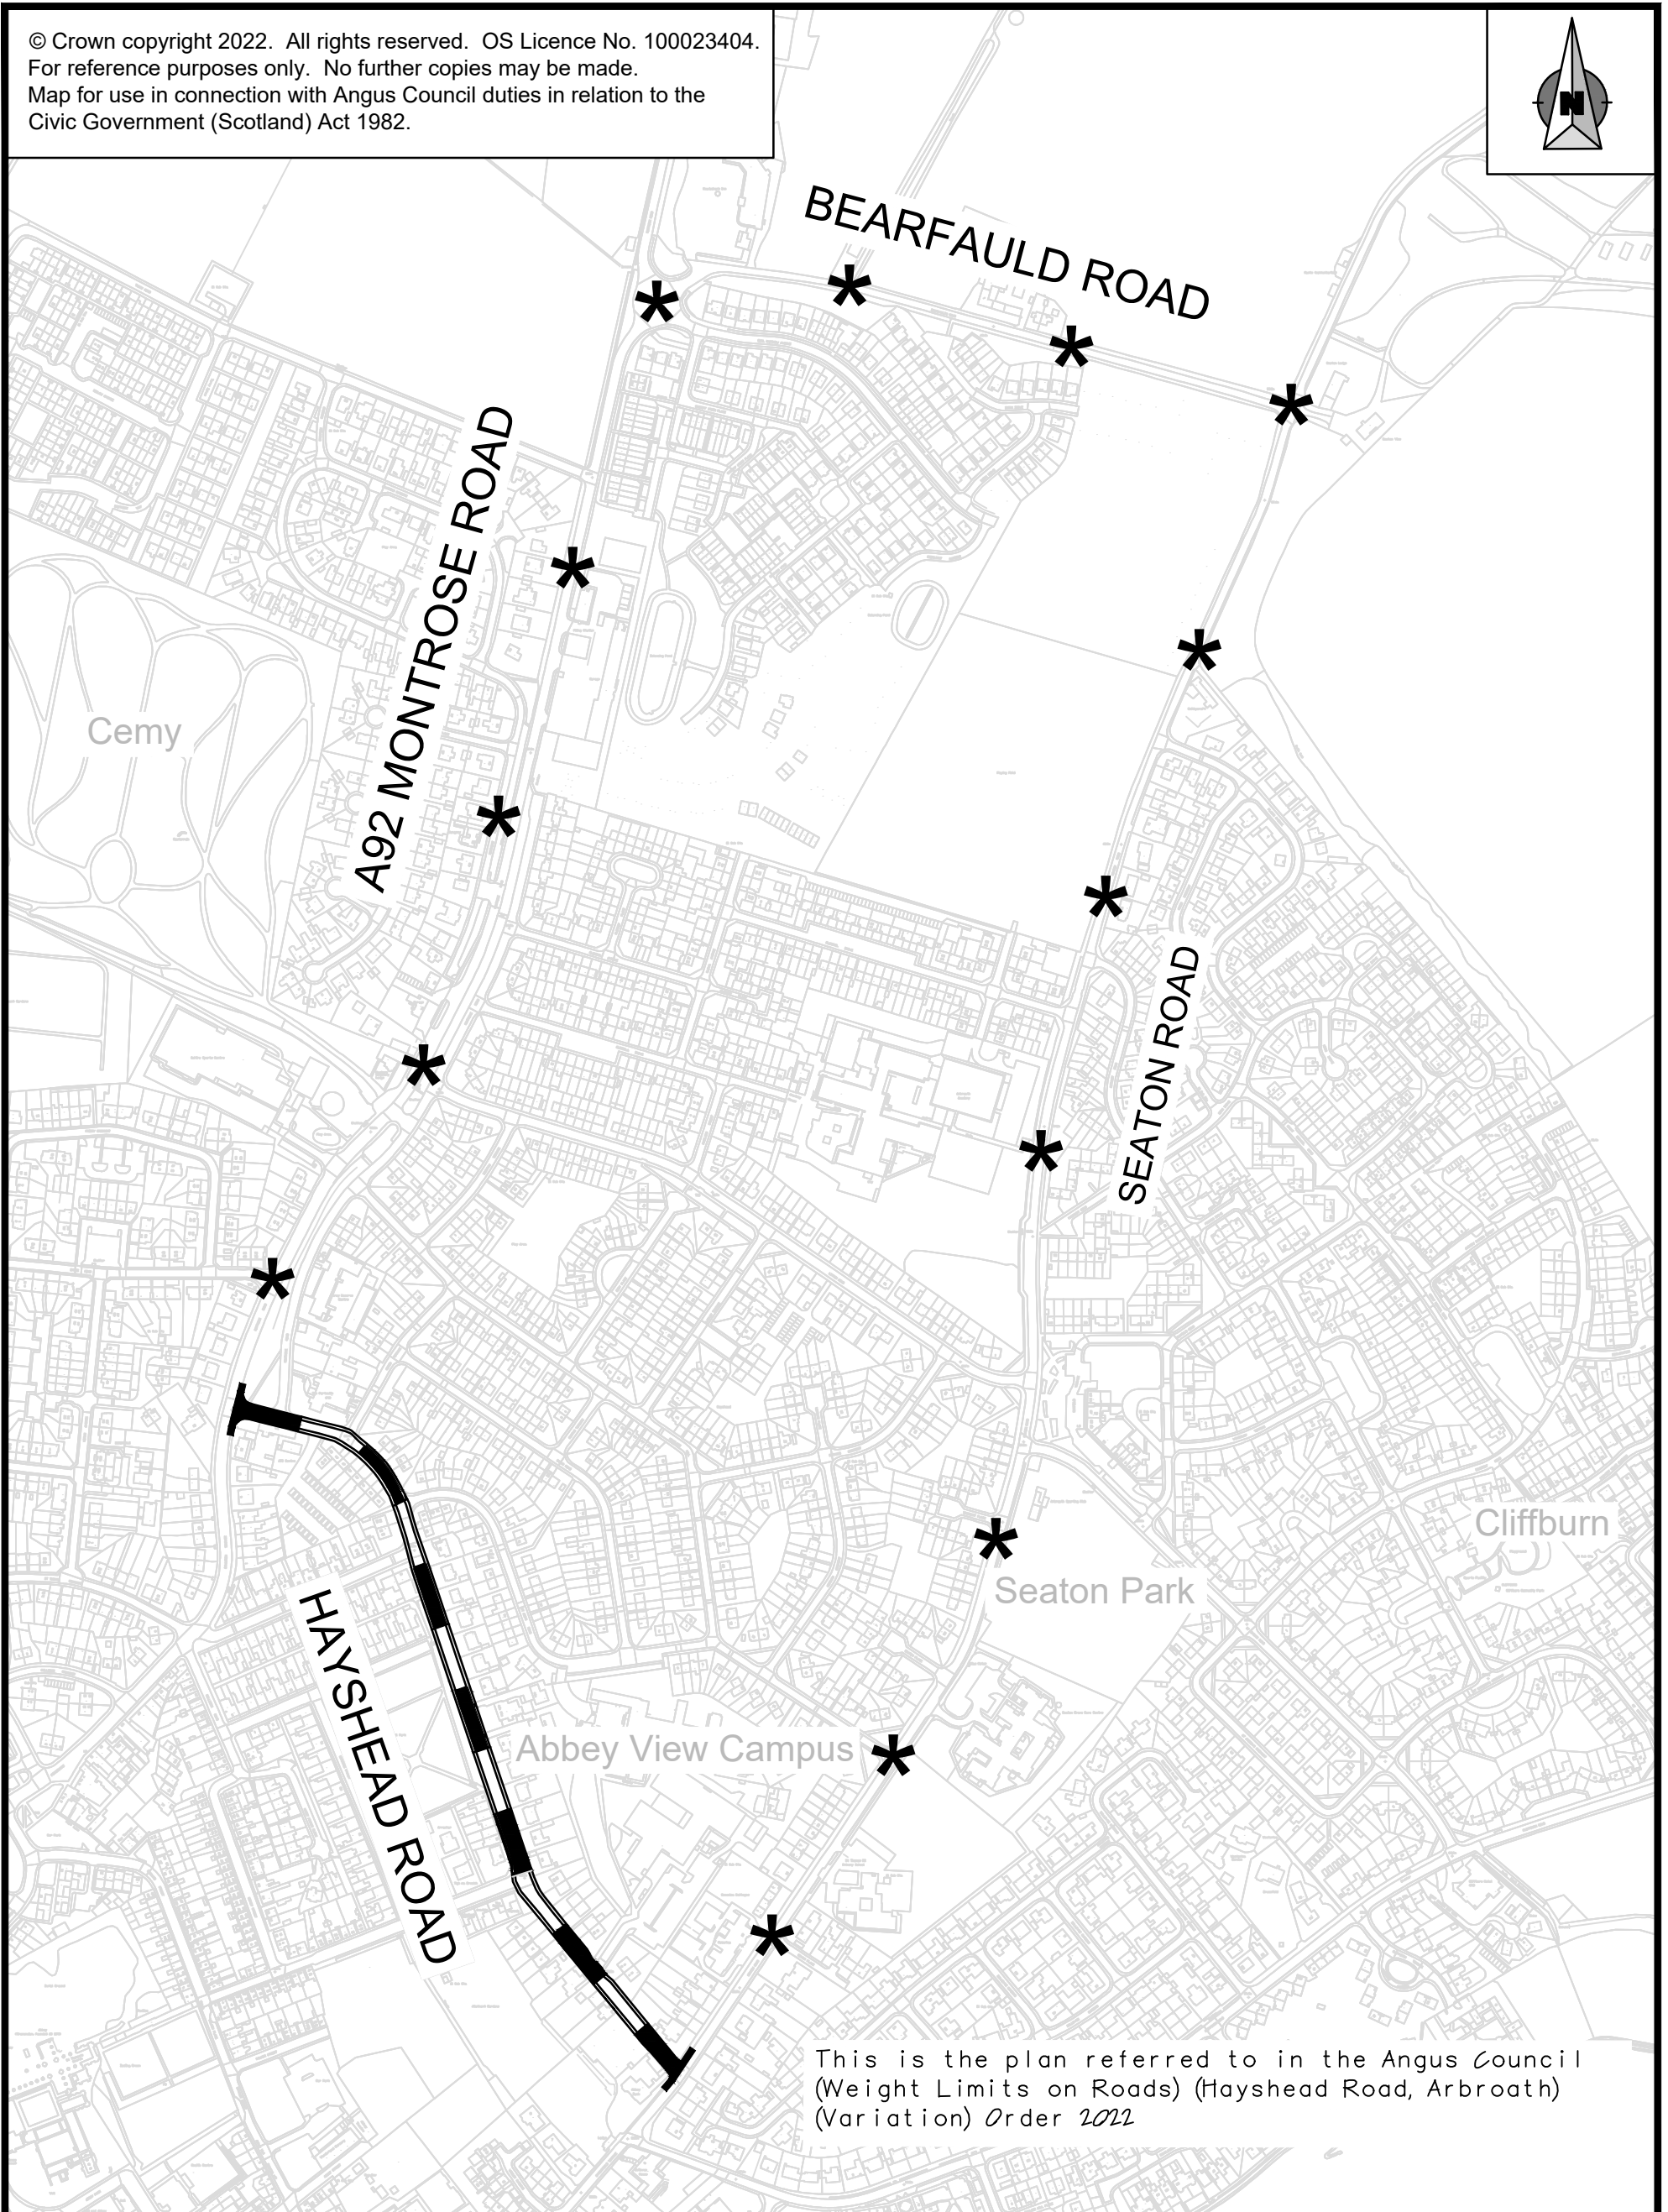 © Crown copyright 2022.  All rights reserved.  OS Licence No. 100023404.
For reference purposes only.  No further copies may be made.
Map for use in connection with Angus Council duties in relation to the
Civic Government (Scotland) Act 1982.
N
BEARFAULD ROAD
A92 MONTROSE ROAD
Cemy
SEATON ROAD
Cliffburn
Seaton Park
HAYSHEAD ROAD
Abbey View Campus
This is the plan referred to in the Angus Council
(Weight Limits on Roads) (Hayshead Road, Arbroath)
(Variation) Order 2022